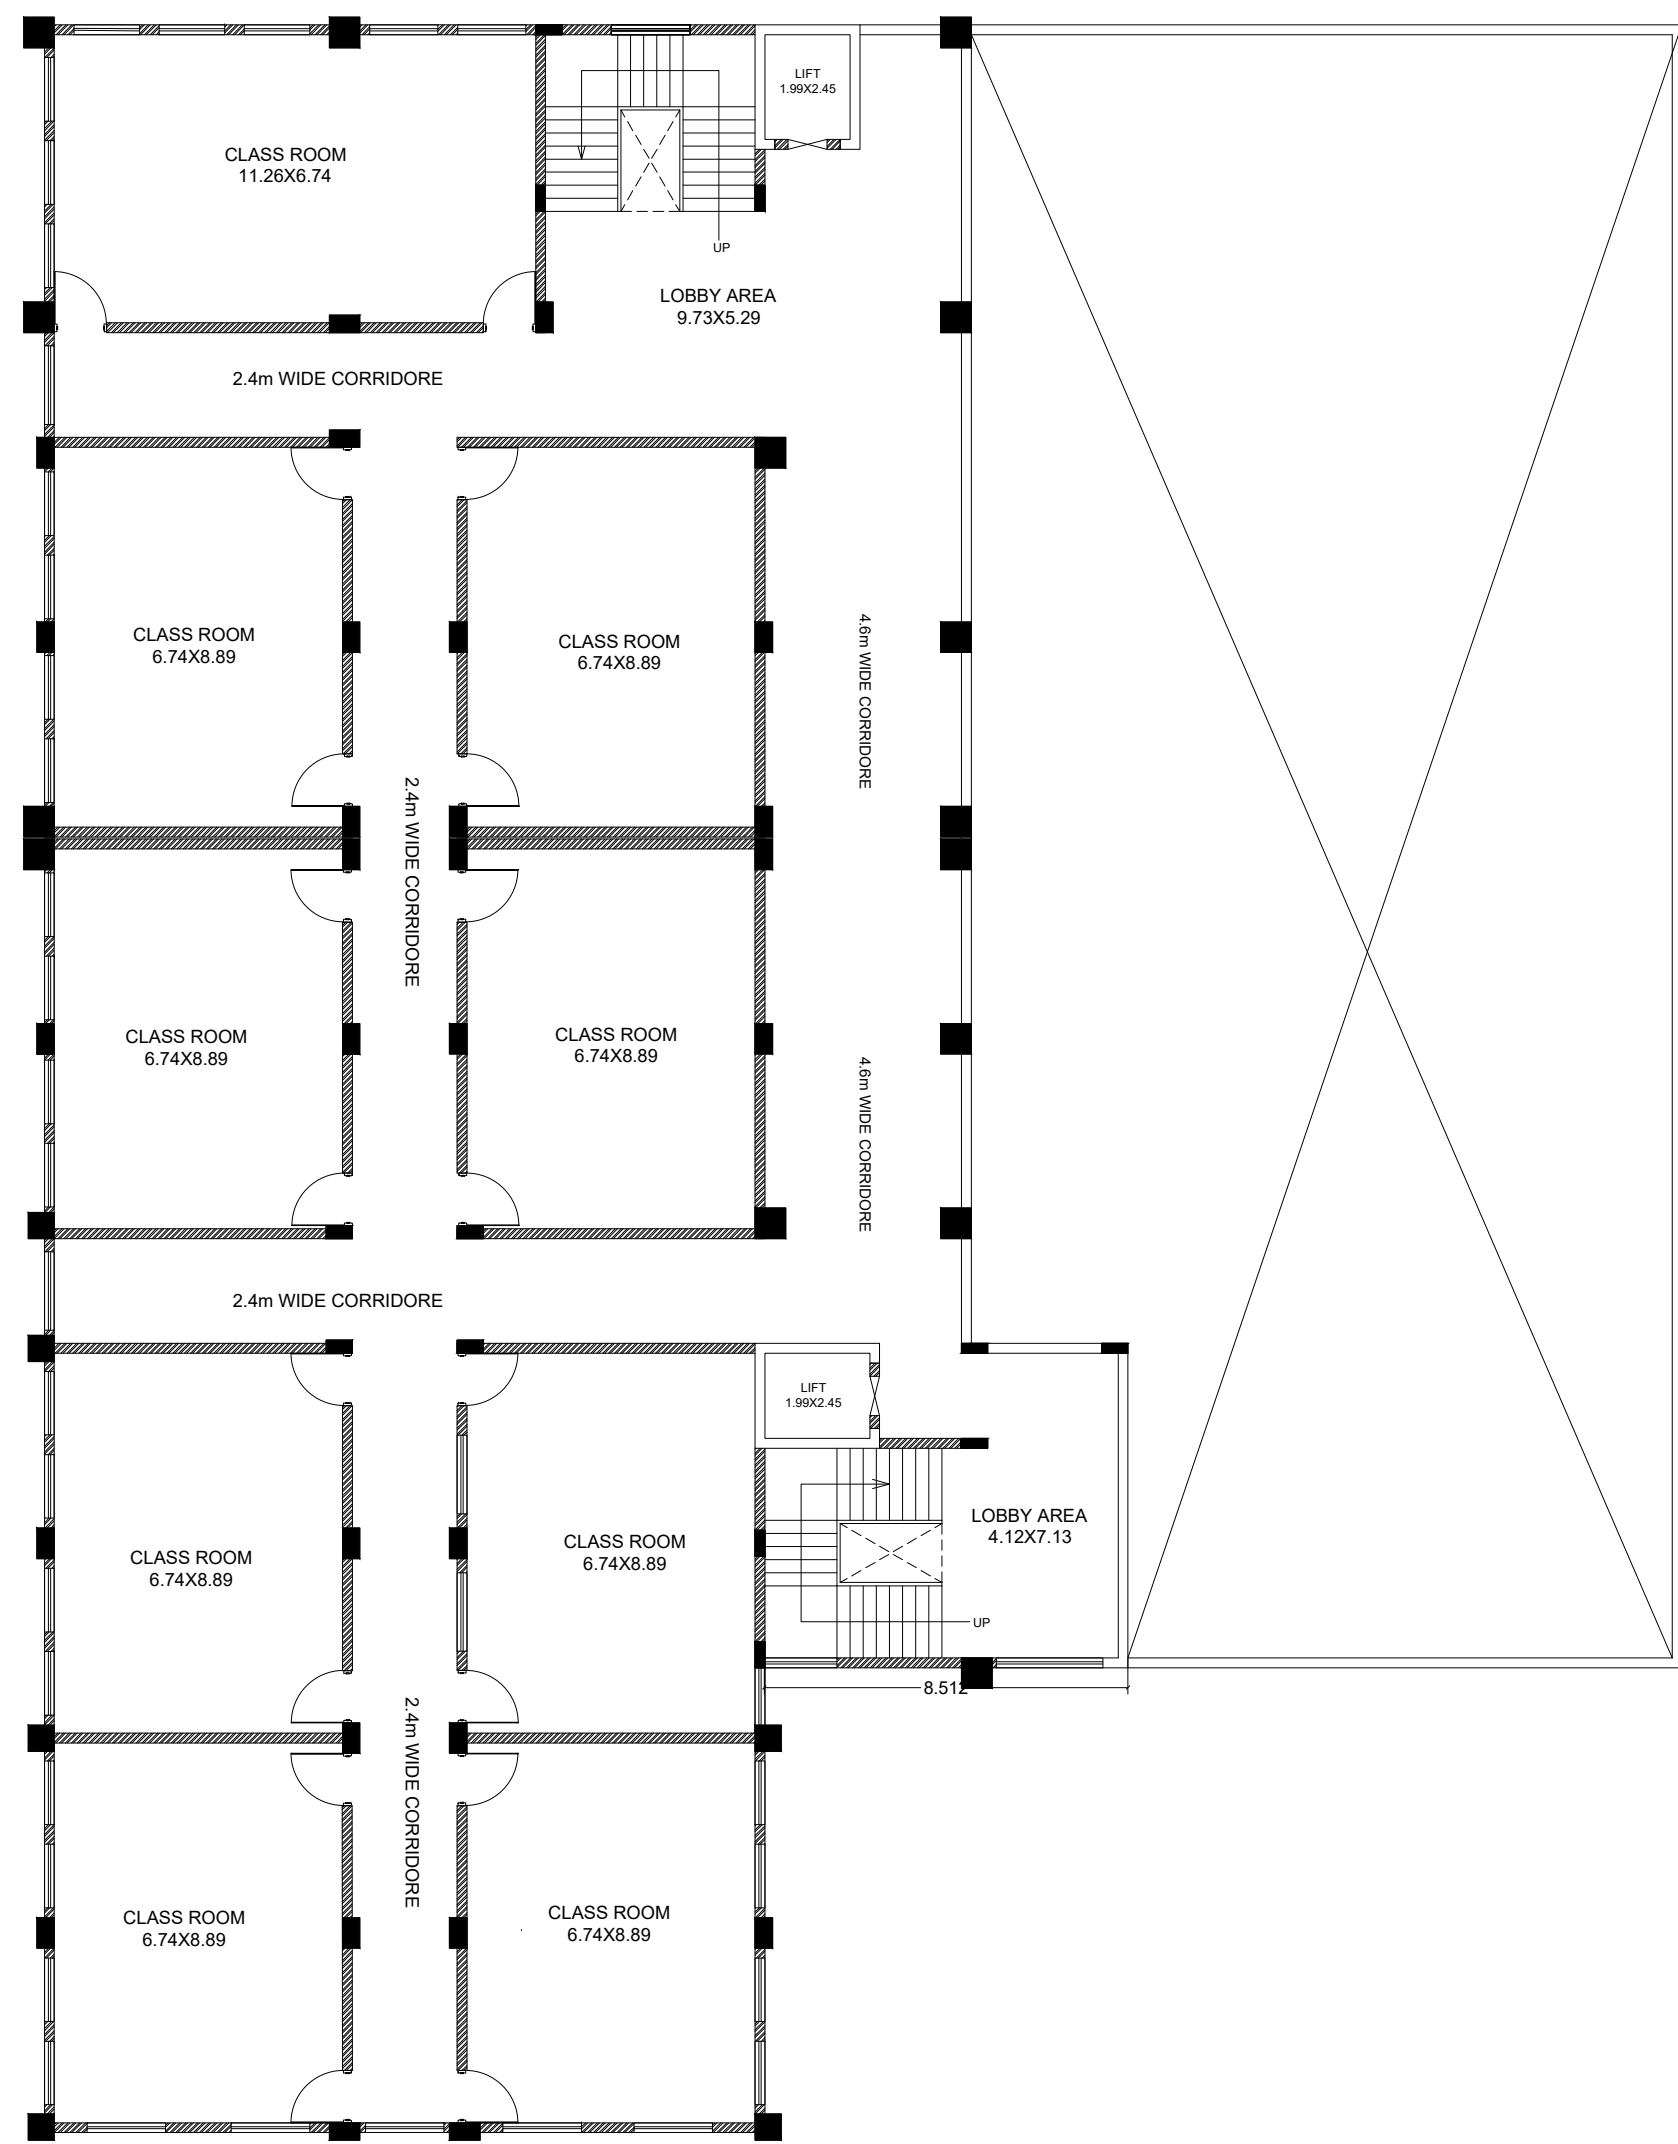 LIFT
1.99X2.45
CLASS ROOM
11.26X6.74
UP
LOBBY AREA
9.73X5.29
2.4m WIDE CORRIDORE
CLASS ROOM
6.74X8.89
CLASS ROOM
6.74X8.89
4.6m WIDE CORRIDORE
2.4m WIDE CORRIDORE
CLASS ROOM
6.74X8.89
CLASS ROOM
6.74X8.89
4.6m WIDE CORRIDORE
2.4m WIDE CORRIDORE
LIFT
1.99X2.45
CLASS ROOM
6.74X8.89
CLASS ROOM
6.74X8.89
LOBBY AREA
4.12X7.13
UP
8.512
2.4m WIDE CORRIDORE
CLASS ROOM
6.74X8.89
CLASS ROOM
6.74X8.89